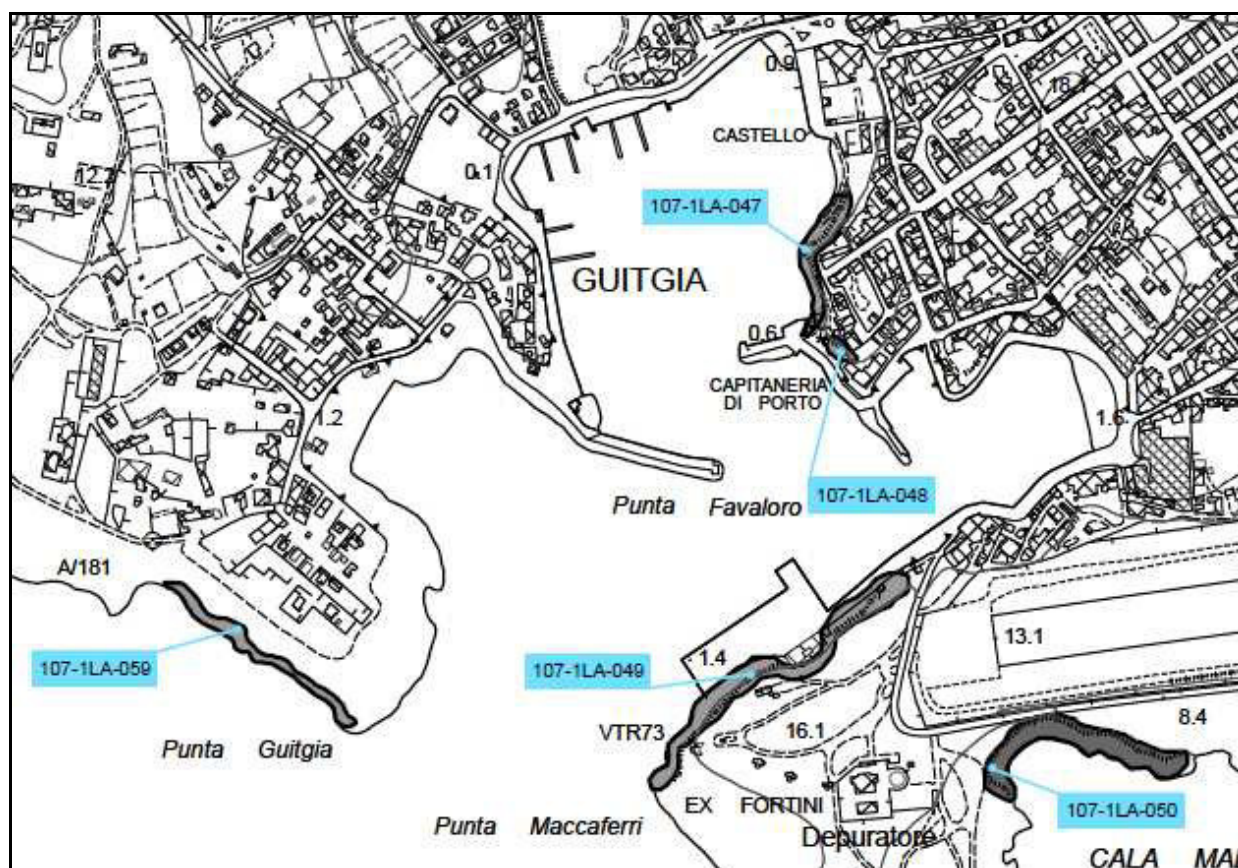 0.9
18.7
CASTELLO
12.2
0.1
107-1LA-047
GUITGIA
0.6
CAPITANERIA
DI PORTO
1.2
1.6
Punta Favaloro
107-1LA-048
A/181
13.1
107-1LA-059
1.4
107-1LA-049
8.4
VTR73
16.1
Punta Guitgia
EX FORTINI
107-1LA-050
Punta Maccaferri
Depuratore
CALA